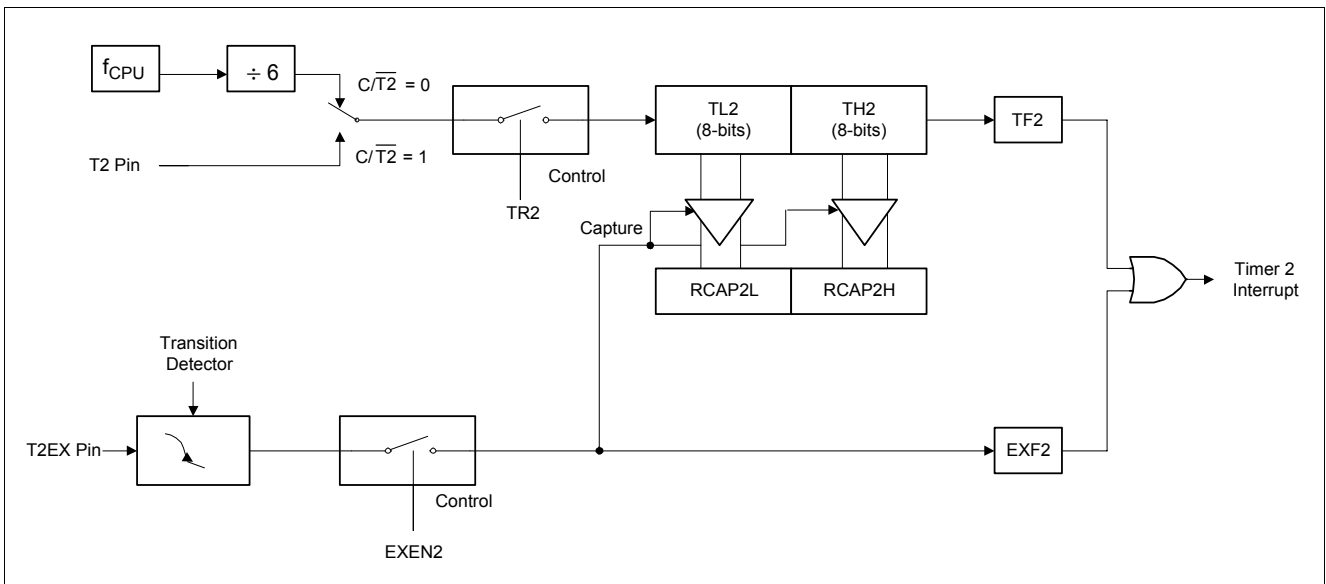 fCPU
÷ 6
C/T2 = 0
C/T2 = 1
T2 Pin
TR2
Control
TL2
(8-bits)
TH2
(8-bits)
TF2
Capture
RCAP2L
RCAP2H
Timer 2
Interrupt
Transition
Detector
T2EX Pin
Control
EXEN2
EXF2